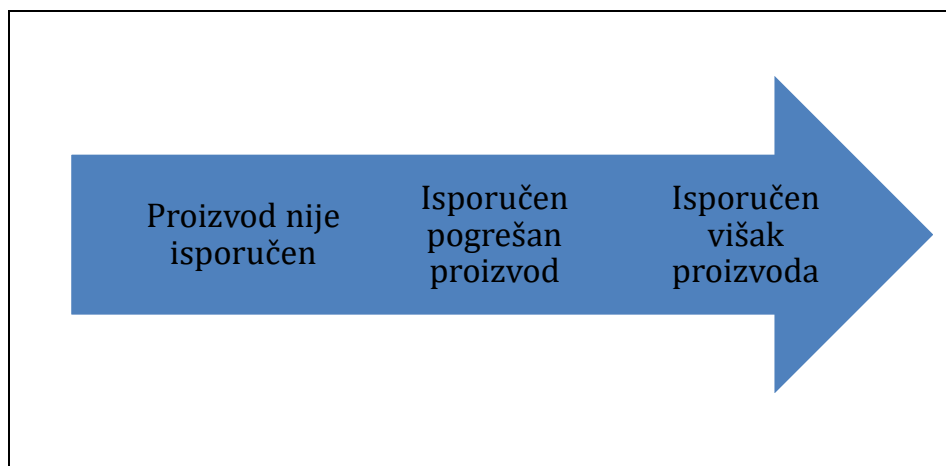 Proizvod nije
isporučen
Isporučen
pogrešan
proizvod
Isporučen
višak
proizvoda